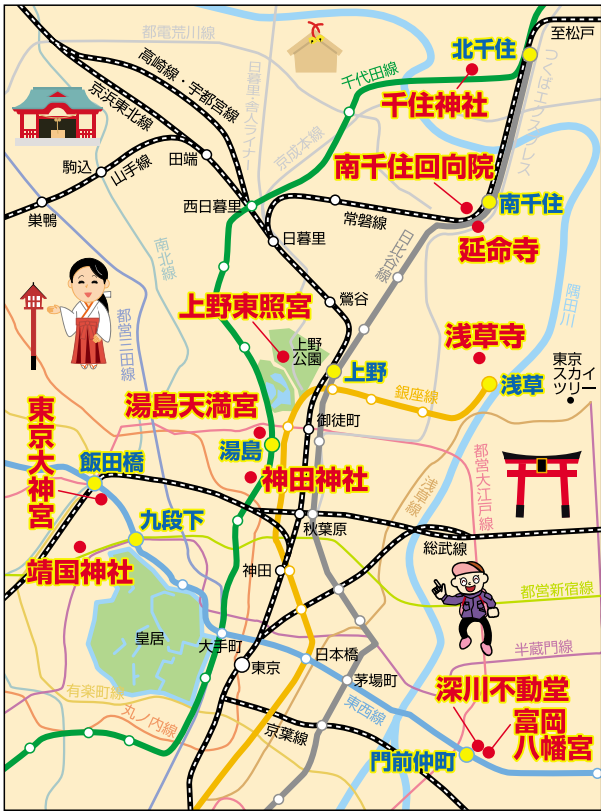 都電荒川線
至松戸
北千住
高崎線・宇都宮線
日暮里・舎人ライナー
千代田線
つくばエクスプレス
京浜東北線
千住神社
京成本線
駒込
山手線
田端
南千住回向院
西日暮里
南千住
巣鴨
常磐線
日暮里
延命寺
南北線
日比谷線
鶯谷
隅田川
都営三田線
上野東照宮
上野
公園
浅草寺
東京
スカイ
ツリー
上野
浅草
銀座線
湯島天満宮
東京大神宮
御徒町
湯島
飯田橋
神田神社
浅草線
都営大江戸線
九段下
秋葉原
総武線
靖国神社
神田
都営新宿線
皇居
大手町
日本橋
半蔵門線
東京
茅場町
有楽町線
丸ノ内線
東西線
深川不動堂
富岡
八幡宮
京葉線
門前仲町